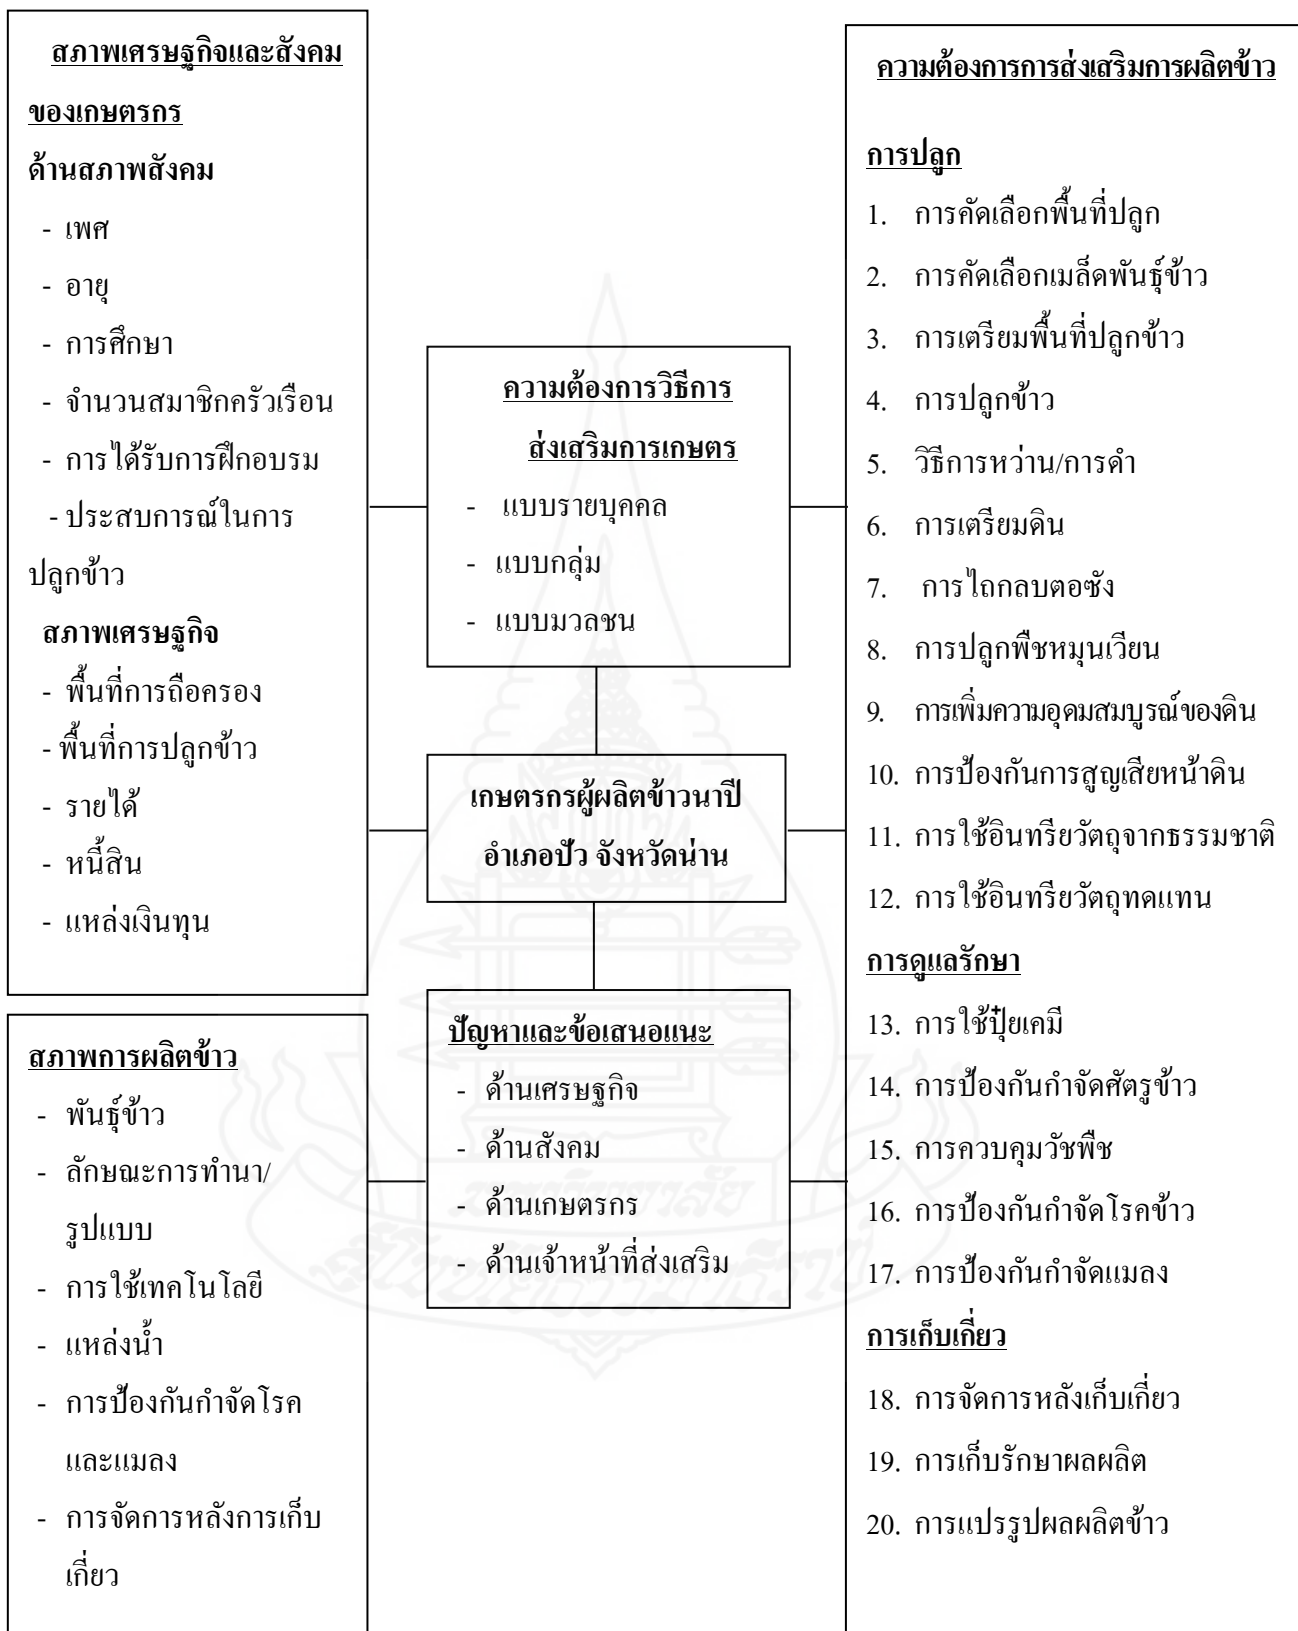 สภาพเศรษฐกิจและสังคม
ของเกษตรกร
ด้านสภาพสังคม
- เพศ
- อายุ
- การศึกษา
- จำนวนสมาชิกครัวเรือน
- การได้รับการฝึกอบรม
- ประสบการณ์ในการ
ปลูกข้าว
สภาพเศรษฐกิจ
- พื้นที่การถือครอง
- พื้นที่การปลูกข้าว
- รายได้
- หนี้สิน
- แหล่งเงินทุน
สภาพการผลิตข้าว
- พันธุ์ข้าว
- ลักษณะการทำนา/
รูปแบบ
- การใช้เทคโนโลยี
- แหล่งน้ำ
- การป้องกันกำจัดโรค
และแมลง
- การจัดการหลังการเก็บ
เกี่ยว
ความต้องการวิธีการ
ส่งเสริมการเกษตร
- แบบรายบุคคล
- แบบกลุ่ม
- แบบมวลชน
เกษตรกรผู้ผลิตข้าวนาปี
อำเภอปัว จังหวัดน่าน
ปัญหาและข้อเสนอแนะ
- ด้านเศรษฐกิจ
- ด้านสังคม
- ด้านเกษตรกร
- ด้านเจ้าหน้าที่ส่งเสริม
ความต้องการการส่งเสริมการผลิตข้าว
การปลูก
1. การคัดเลือกพื้นที่ปลูก
2. การคัดเลือกเมล็ดพันธุ์ข้าว
3. การเตรียมพื้นที่ปลูกข้าว
4. การปลูกข้าว
5. วิธีการหว่าน/การดำ
6. การเตรียมดิน
7. การไถกลบตอซัง
8. การปลูกพืชหมุนเวียน
9. การเพิ่มความอุดมสมบูรณ์ของดิน
10. การป้องกันการสูญเสียหน้าดิน
11. การใช้อินทรียวัตถุจากธรรมชาติ
12. การใช้อินทรียวัตถุทดแทน
การดูแลรักษา
13. การใช้ปุ๋ยเคมี
14. การป้องกันกำจัดศัตรูข้าว
15. การควบคุมวัชพืช
16. การป้องกันกำจัดโรคข้าว
17. การป้องกันกำจัดแมลง
การเก็บเกี่ยว
18. การจัดการหลังเก็บเกี่ยว
19. การเก็บรักษาผลผลิต
20. การแปรรูปผลผลิตข้าว